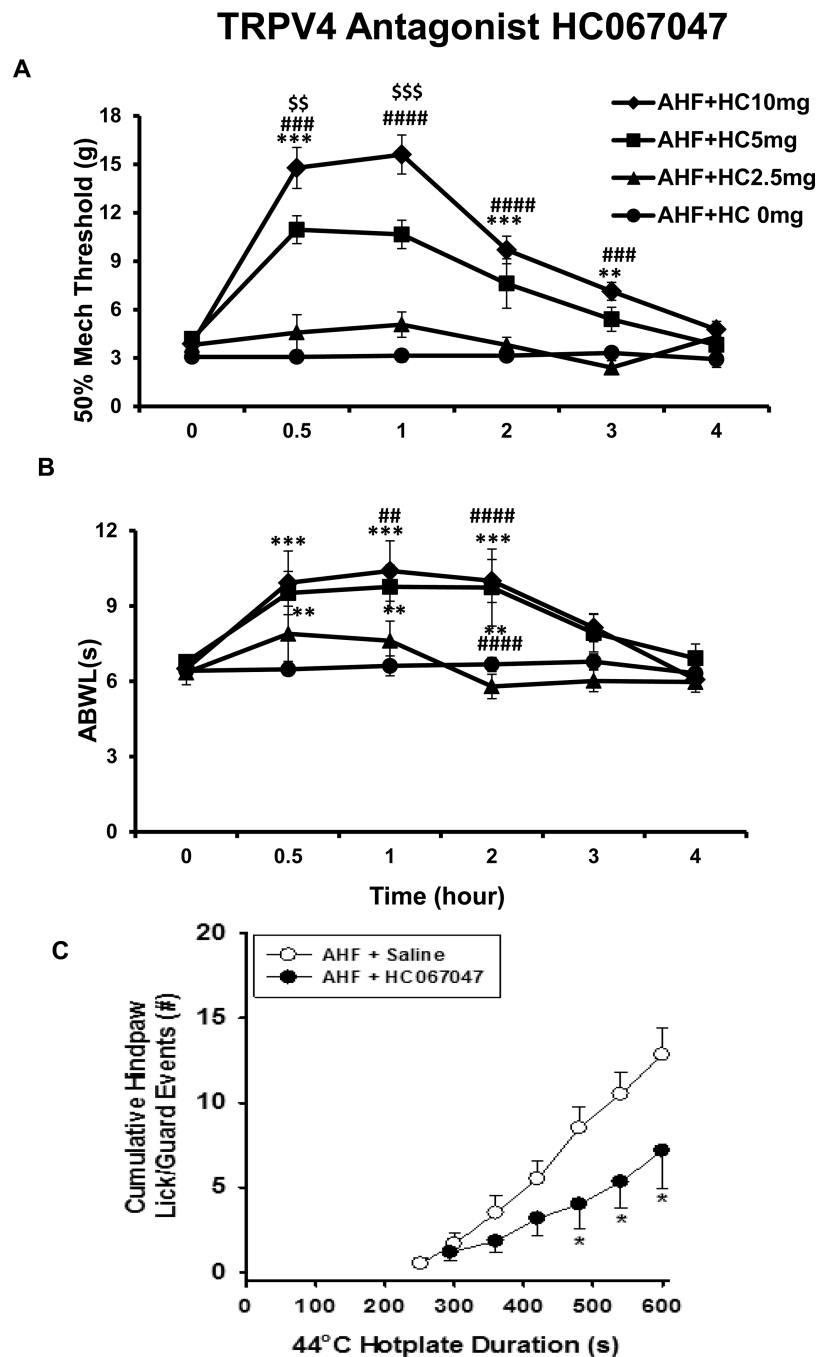 TRPV4 Antagonist HC067047
A
50% Mech Threshold (g)
18
15
12
9
6
3
0
$$
###
***
$$$
####
####
***
###
**
AHF+HC10mg
AHF+HC5mg
AHF+HC2.5mg
AHF+HC 0mg
0 0.5 1 2 3 4
B
ABWL(s)
12
9
6
3
0
***
**
##
***
**
####
***
**
####
0 0.5 1 2 3 4
Time (hour)
C
Cumulative Hindpaw
Lick/Guard Events (#)
20
15
10
5
0
AHF + Saline
AHF + HC067047
* * *
0 100 200 300 400 500 600
44°C Hotplate Duration (s)